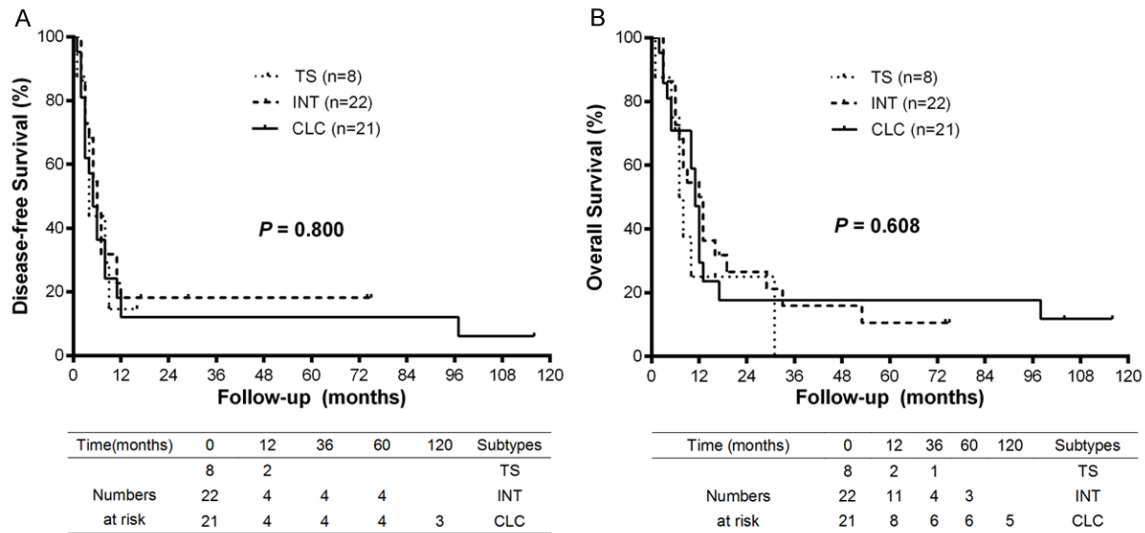 A
Disease-free Survival (%)
100
80
60
40
20
0
TS (n=8)
INT (n=22)
CLC (n=21)
P = 0.800
0 12 24 36 48 60 72 84 96 108 120
Follow-up (months)
Time(months) 0 12 36 60 120 Subtypes
8 2 TS
Numbers 22 4 4 4 INT
at risk 21 4 4 4 3 CLC
B
Overall Survival (%)
100
80
60
40
20
0
TS (n=8)
INT (n=22)
CLC (n=21)
P = 0.608
0 12 24 36 48 60 72 84 96 108 120
Follow-up (months)
Time (months) 0 12 36 60 120 Subtypes
8 2 1 TS
Numbers 22 11 4 3 INT
at risk 21 8 6 6 5 CLC